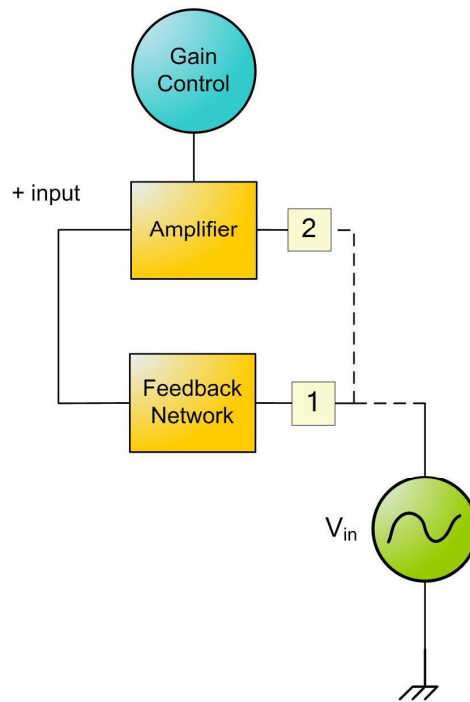 Gain
Control
+ input
Amplifier
2
Feedback
Network
1
Vin